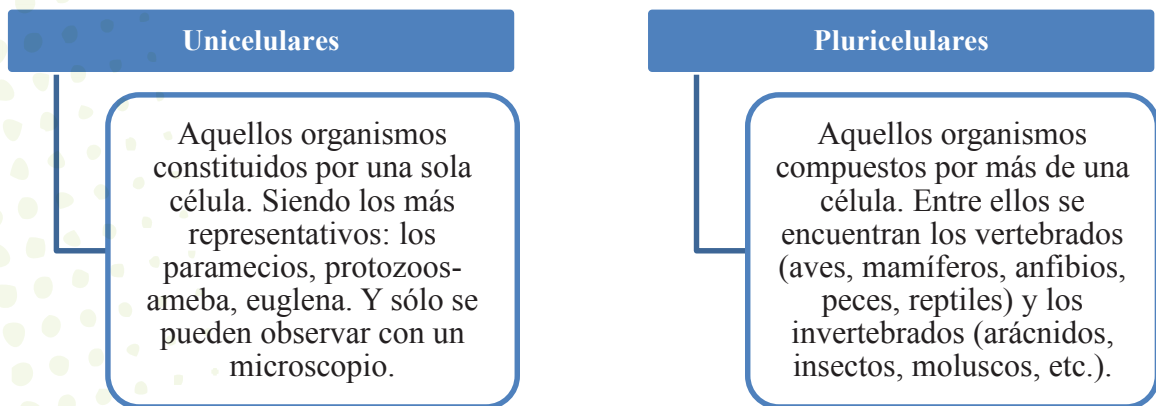 Unicelulares
Aquellos organismos
constituidos por una sola
célula. Siendo los más
representativos: los
paramecios, protozoos-
ameba, euglena. Y sólo se
pueden observar con un
microscopio.
Pluricelulares
Aquellos organismos
compuestos por más de una
célula. Entre ellos se
encuentran los vertebrados
(aves, mamíferos, anfibios,
peces, reptiles) y los
invertebrados (arácnidos,
insectos, moluscos, etc.).